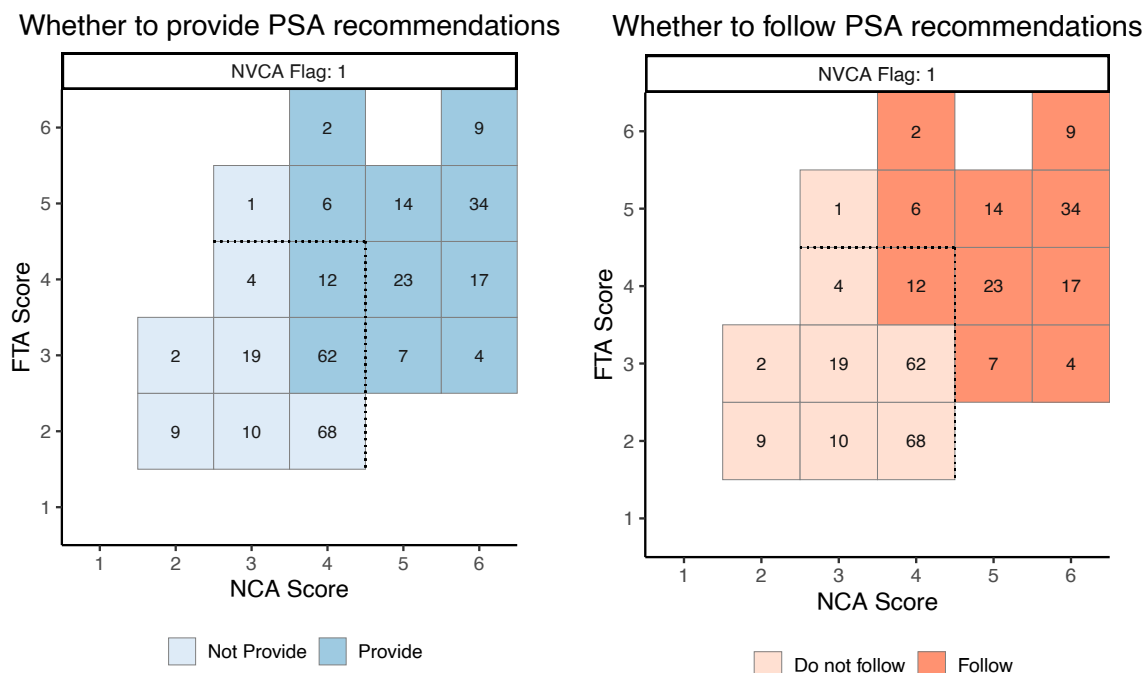 Whether to provide PSA recommendations
NVCA Flag: 1
6 2 9
5 1 6 14 34
4 4 12 23 17
3 2 19 62 7 4
2 9 10 68
1
FTA Score
1 2 3 4 5 6
NCA Score
Not Provide Provide
Whether to follow PSA recommendations
NVCA Flag: 1
6 2 9
5 1 6 14 34
4 4 12 23 17
3 2 19 62 7 4
2 9 10 68
1
FTA Score
1 2 3 4 5 6
NCA Score
Do not follow Follow